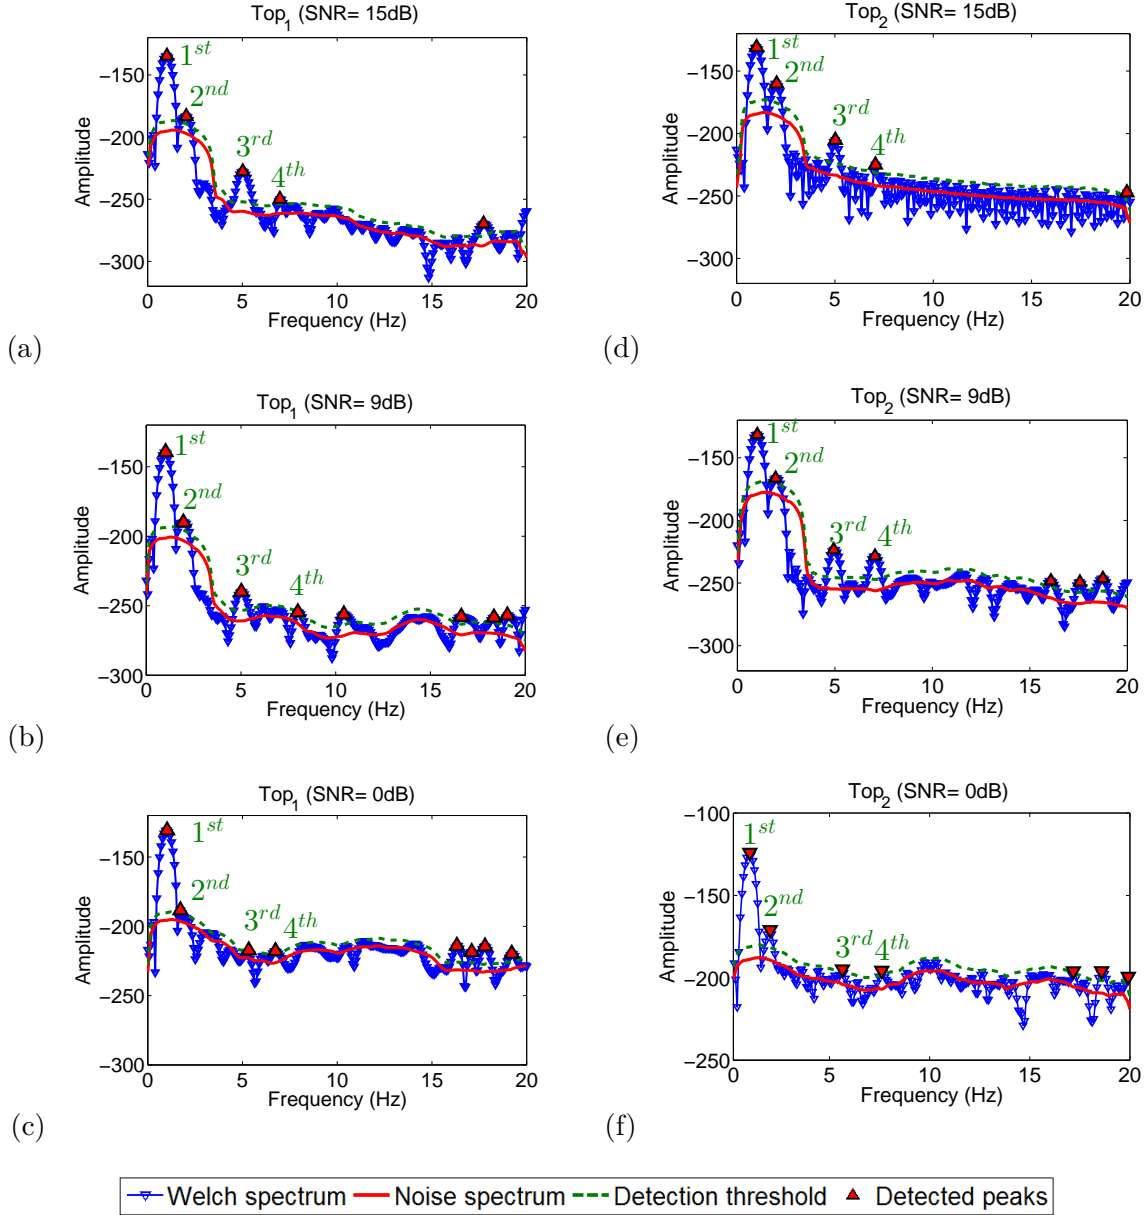 Top1 (SNR= 15dB)
1st
2nd
3rd
4th
−150
−200
−250
−300
Amplitude
0 5 10 15 20
Frequency (Hz)
(a)
Top2 (SNR= 15dB)
1st
2nd
3rd
4th
−150
−200
−250
−300
Amplitude
0 5 10 15 20
Frequency (Hz)
(d)
Top1 (SNR= 9dB)
1st
2nd
3rd
4th
−150
−200
−250
−300
Amplitude
0 5 10 15 20
Frequency (Hz)
(b)
Top2 (SNR= 9dB)
1st
2nd
3rd
4th
−150
−200
−250
−300
Amplitude
0 5 10 15 20
Frequency (Hz)
(e)
Top1 (SNR= 0dB)
1st
2nd
3rd 4th
−150
−200
−250
−300
Amplitude
0 5 10 15 20
Frequency (Hz)
(c)
Top2 (SNR= 0dB)
1st
2nd
3rd 4th
−100
−150
−200
−250
Amplitude
0 5 10 15 20
Frequency (Hz)
(f)
Welch spectrum Noise spectrum Detection threshold Detected peaks